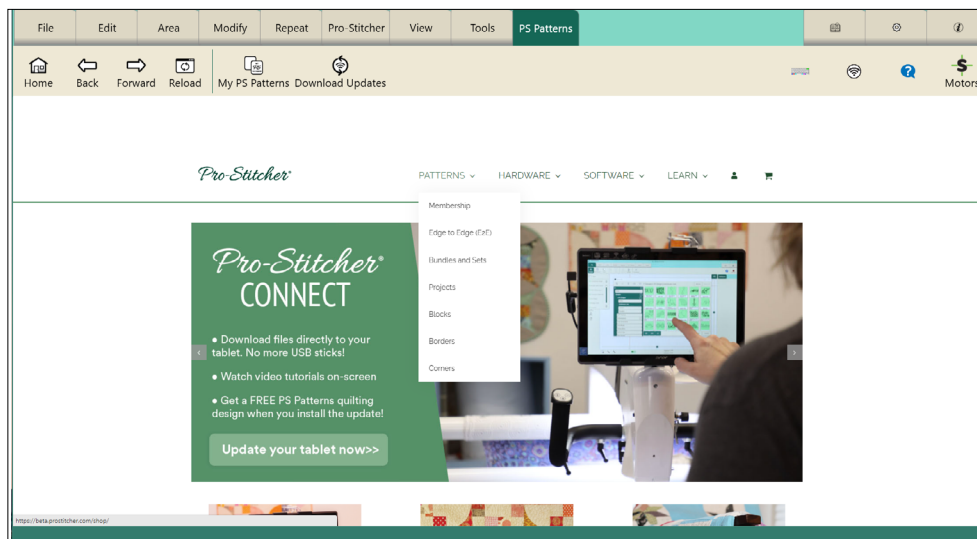 File Edit Area Modify Repeat Pro-Stitcher View Tools PS Patterns
Home Back Forward Reload My PS Patterns Download Updates Motors
Pro-Stitcher®
PATTERNS HARDWARE SOFTWARE LEARN
Membership
Edge to Edge (E2E)
Bundles and Sets
Projects
Blocks
Borders
Corners
Pro-Stitcher®
CONNECT
• Download files directly to your
tablet. No more USB sticks!
• Watch video tutorials on-screen
• Get a FREE PS Patterns quilting
design when you install the update!
Update your tablet now>>
https://beta.prostitcher.com/shop/